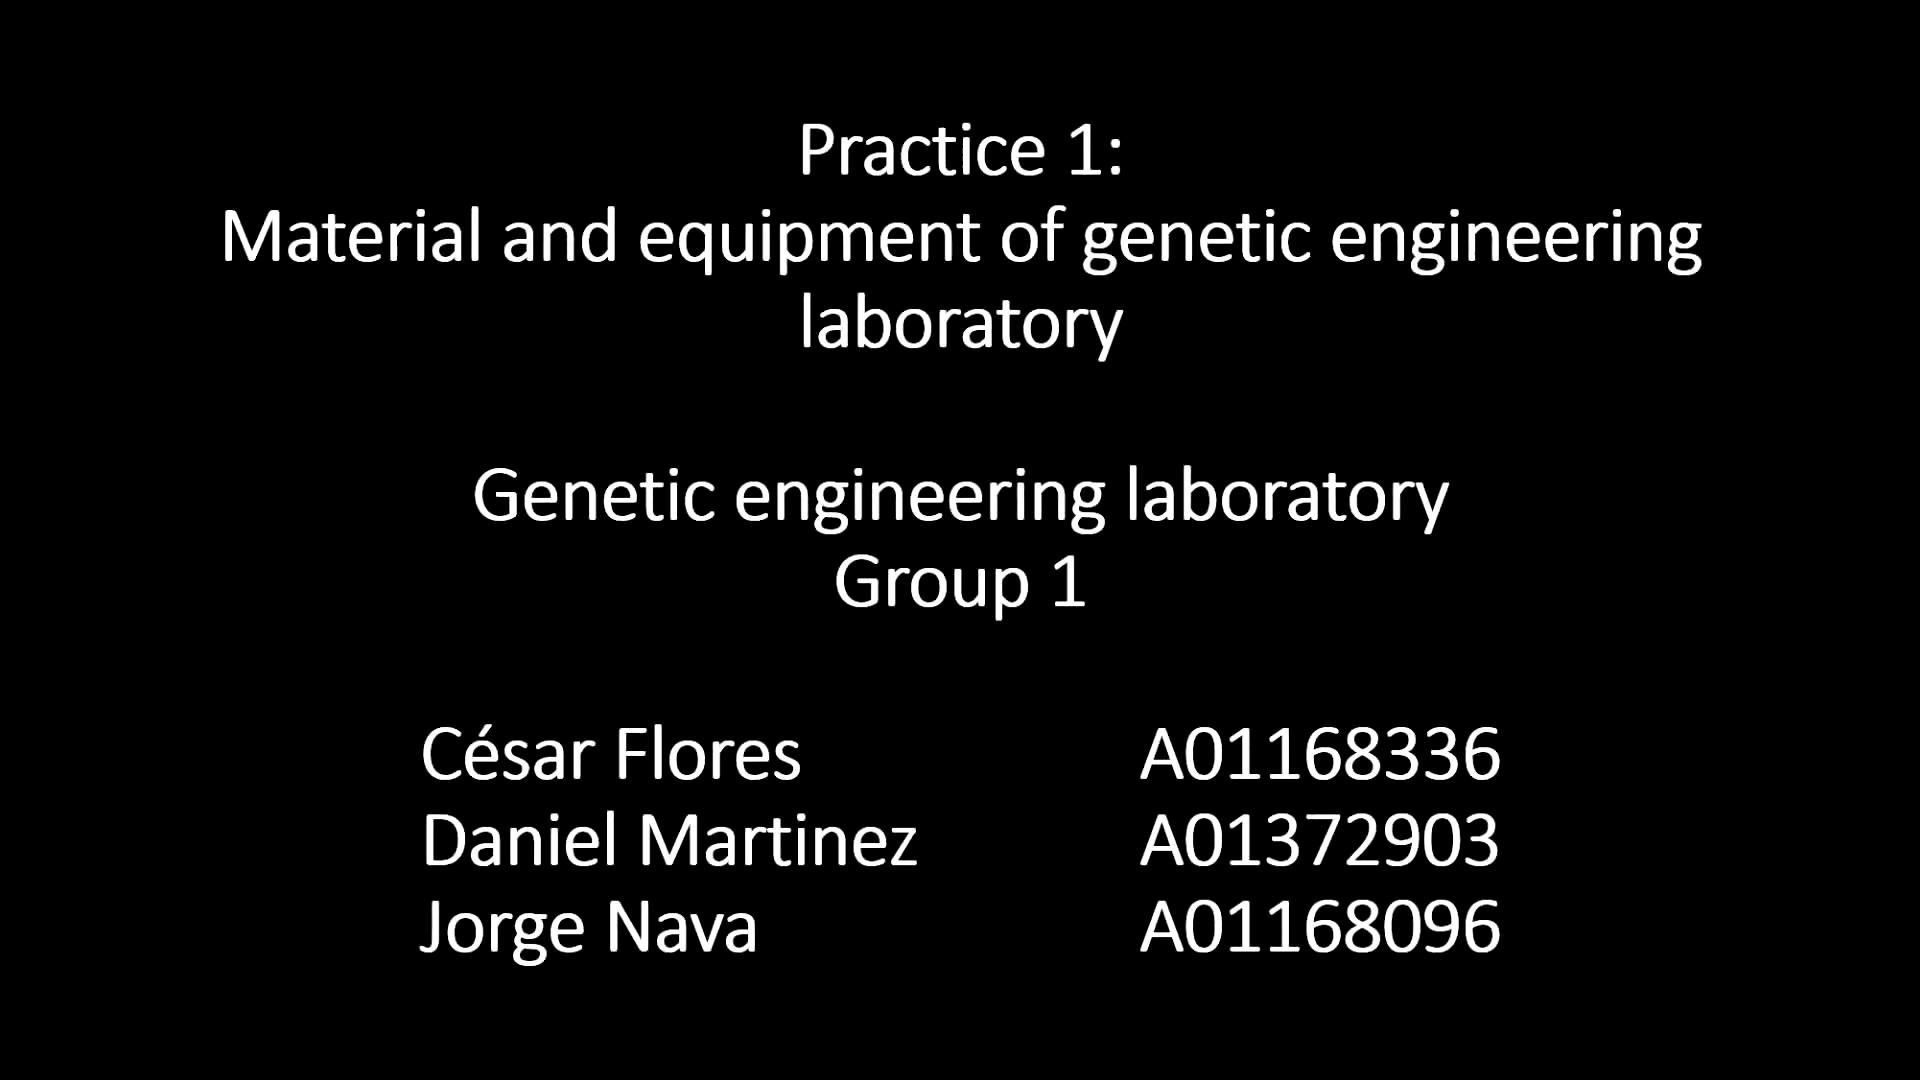 Practice 1:
Material and equipment of genetic engineering
laboratory
Genetic engineering laboratory
Group 1
César Flores A01168336
Daniel Martinez A01372903
Jorge Nava A01168096